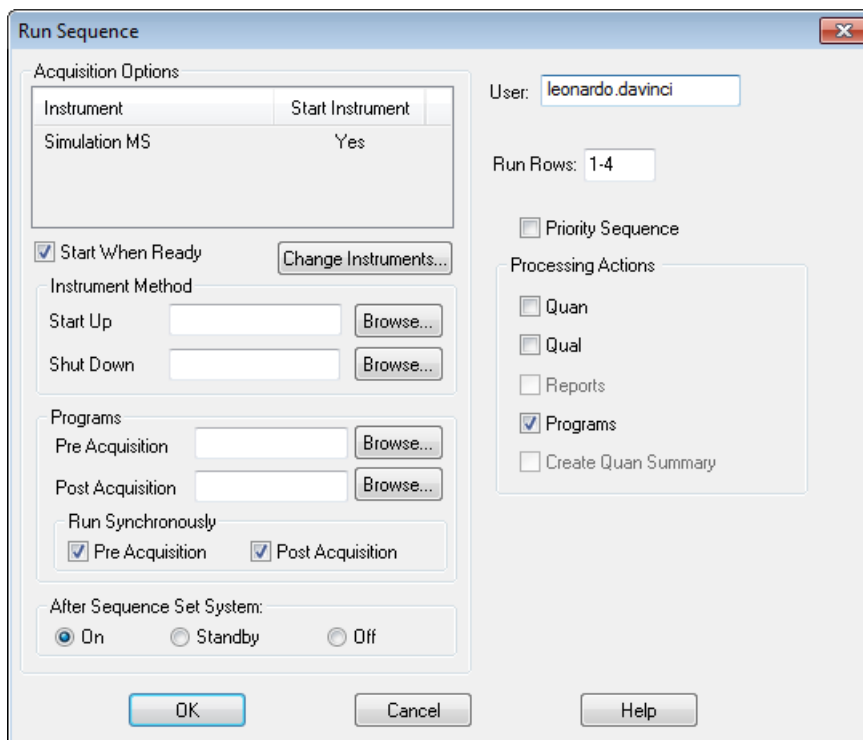 Run Sequence
Acquisition Options
Instrument Start Instrument
Simulation MS Yes
Start When Ready
Change Instruments...
Instrument Method
Start Up
Browse...
Shut Down
Browse...
Programs
Pre Acquisition
Browse...
Post Acquisition
Browse...
Run Synchronously
Pre Acquisition
Post Acquisition
After Sequence Set System:
On
Standby
Off
User: leonardo.davinci
Run Rows: 1-4
Priority Sequence
Processing Actions
Quan
Qual
Reports
Programs
Create Quan Summary
OK
Cancel
Help